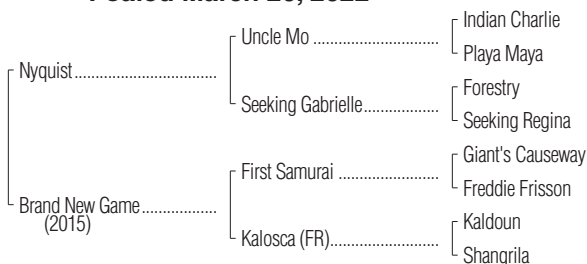 Foaled March 2022
Indian Charlie
Uncle Mo
Playa Maya
Nyquist
Forestry
Seeking Gabrielle
Seeking Regina
Giant's Causeway
First Samurai
Freddie Frisson
Brand New Game
(2015)
Kaldoun
Kalosca (FR)
Shangrila